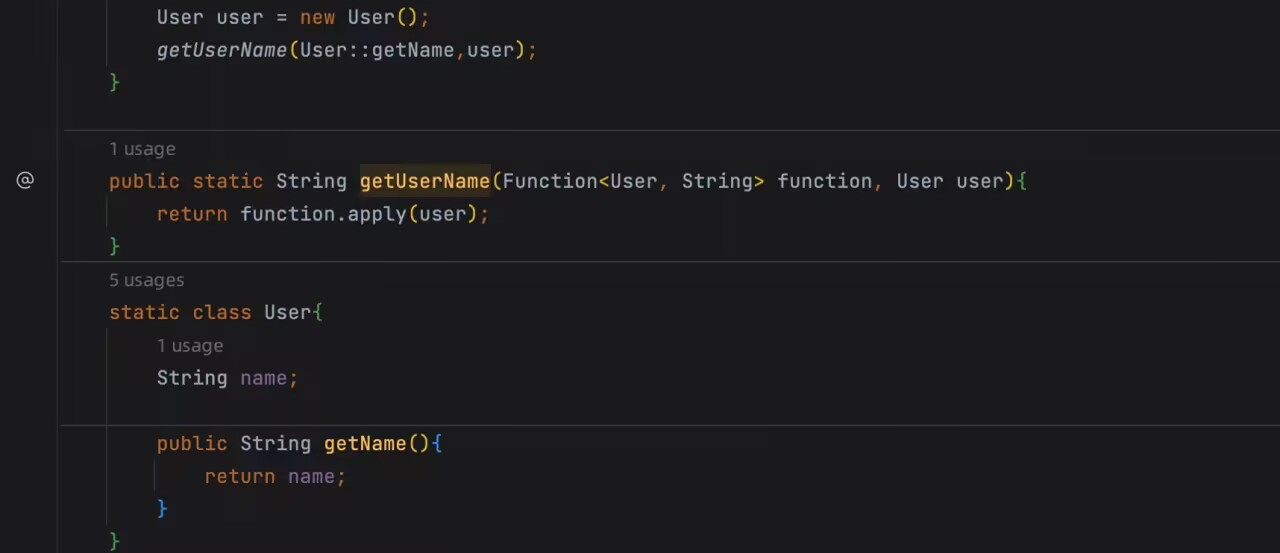 User user = new User();
getUserName(User::getName,user);
}
1 usage
@
public static String getUserName(Function<User, String> function, User user){
return function.apply(user);
}
5 usages
static class User{
1 usage
String name;
public String getName(){
return name;
}
}